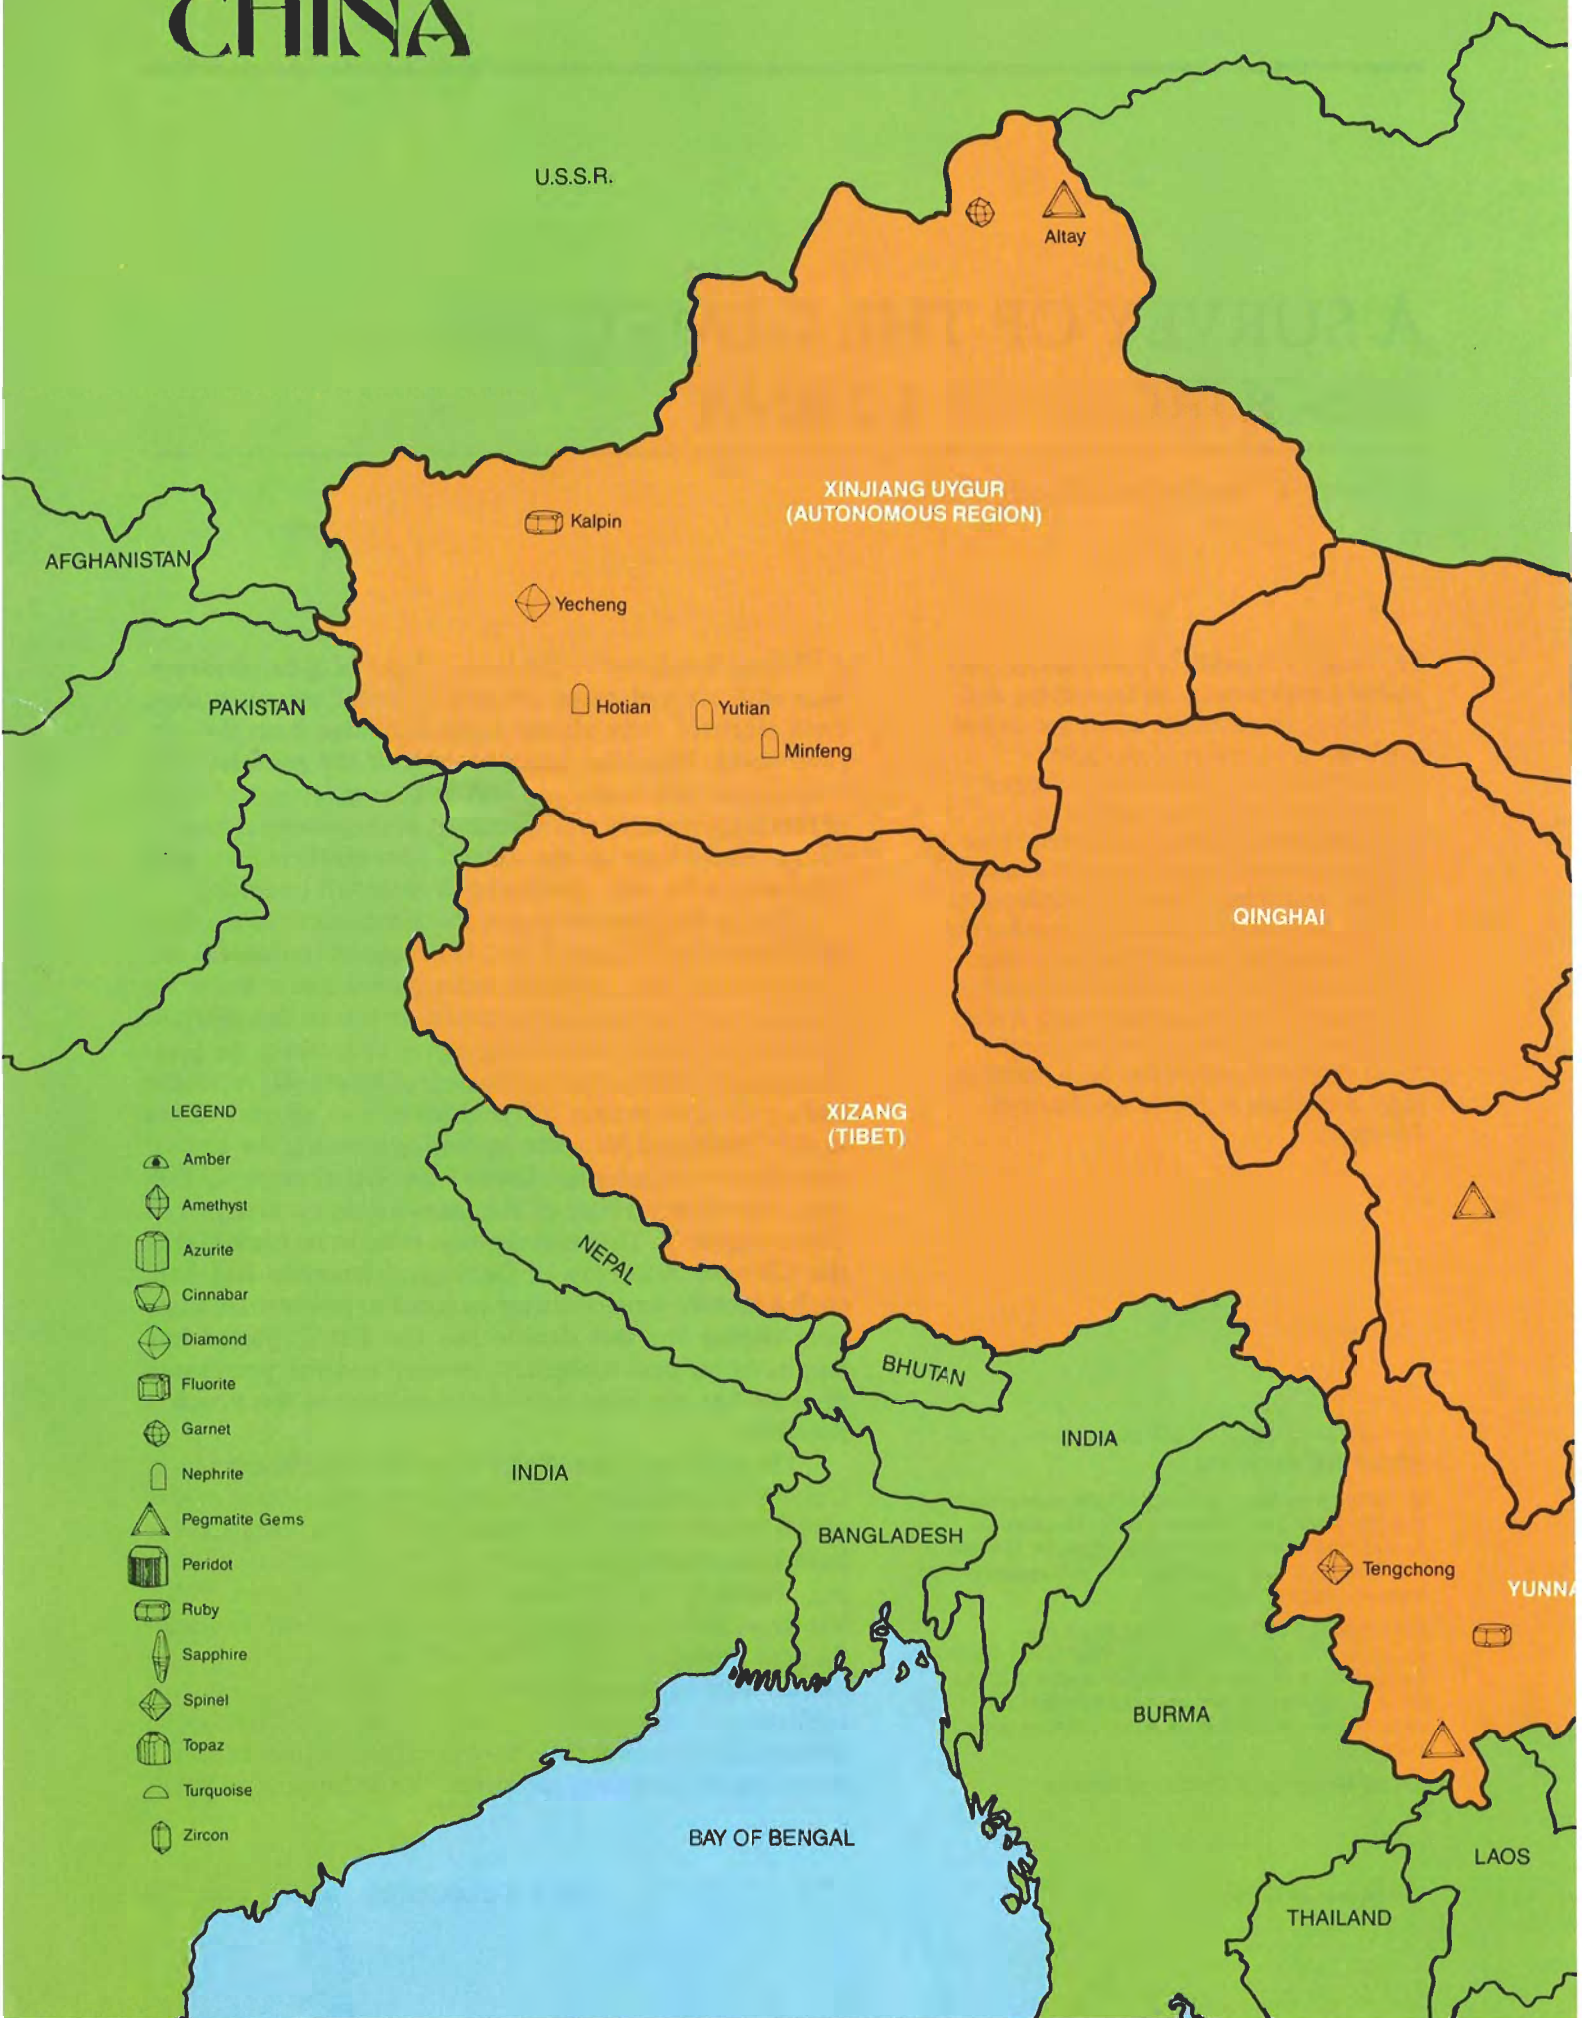 CHINA
U.S.S.R.
Altay
XINJIANG UYGUR
(AUTONOMOUS REGION)
Kalpin
AFGHANISTAN
Yecheng
PAKISTAN
Hotian
Yutian
Minfeng
QINGHAI
XIZANG
(TIBET)
LEGEND
Amber
Amethyst
Azurite
Cinnabar
Diamond
Fluorite
Garnet
Nephrite
Pegmatite Gems
Peridot
Ruby
Sapphire
Spinel
Topaz
Turquoise
Zircon
NEPAL
BHUTAN
INDIA
INDIA
BANGLADESH
Tengchong
YUNNA
BURMA
BAY OF BENGAL
LAOS
THAILAND